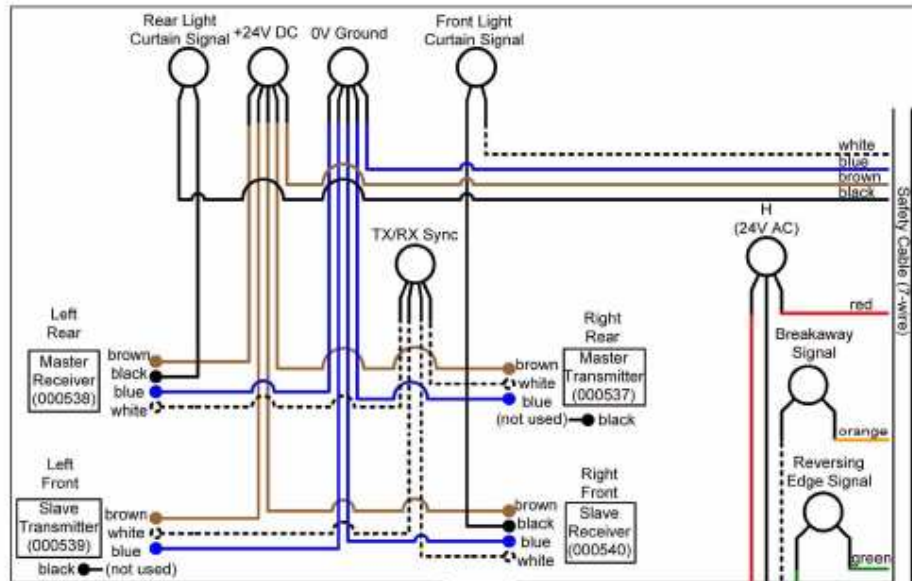 Rear Light
Curtain Signal
+24V DC
0V Ground
Front Light
Curtain Signal
white
blue
brown
black
Safety Cable (7-wire)
TX/RX Sync
H
(24V AC)
red
Left
Rear
Master
Receiver
(000538)
brown
black
blue
white
Right
Rear
brown
white
blue
(not used)
black
Master
Transmitter
(000537)
Breakaway
Signal
orange
Left
Front
Slave
Transmitter
(000539)
brown
white
blue
black
(not used)
Right
Front
brown
black
blue
white
Slave
Receiver
(000540)
Reversing
Edge Signal
green